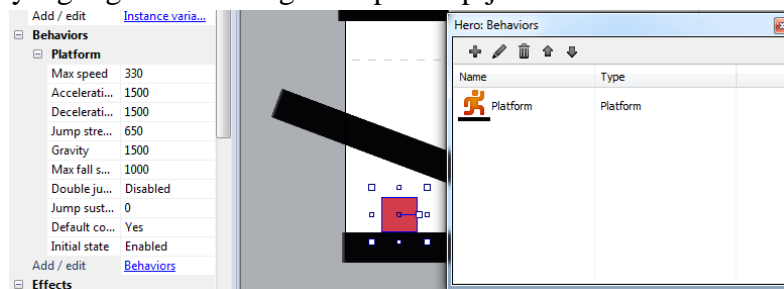 Add / edit Instance varia...
Behaviors
Platform
Max speed 330
Accelerati... 1500
Decelerati... 1500
Jump stre... 650
Gravity 1500
Max fall s... 1000
Double ju... Disabled
Jump sust... 0
Default co... Yes
Initial state Enabled
Add / edit Behaviors
Effects
Hero: Behaviors
Name Type
Platform Platform